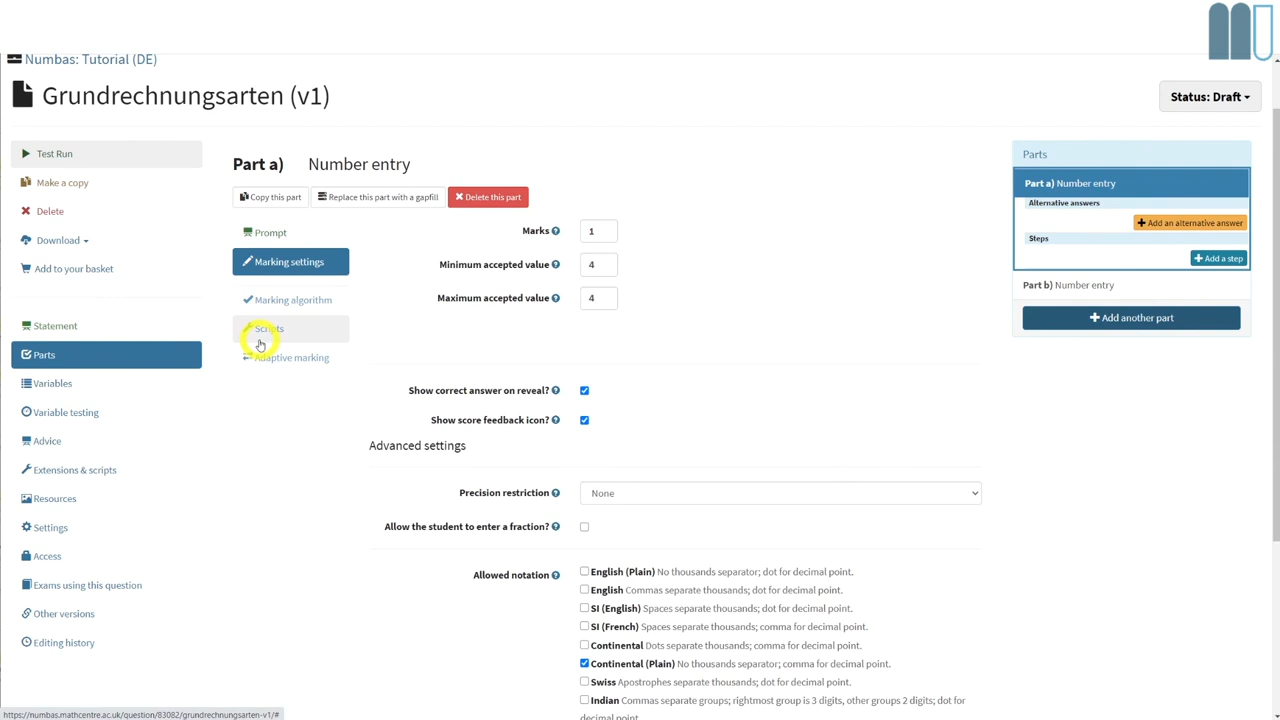 Numbas: Tutorial (DE)
Grundrechnungsarten (v1)
Status: Draft
Test Run
Make a copy
Delete
Download
Add to your basket
Statement
Parts
Variables
Variable testing
Advice
Extensions & scripts
Resources
Settings
Access
Exams using this question
Other versions
Editing history
Part a) Number entry
Copy this part
Replace this part with a gapfill
Delete this part
Prompt
Marking settings
Marking algorithm
Scripts
Adaptive marking
Marks 1
Minimum accepted value 4
Maximum accepted value 4
Show correct answer on reveal?
Show score feedback icon?
Advanced settings
Precision restriction None
Allow the student to enter a fraction?
Allowed notation
English (Plain) No thousands separator; dot for decimal point.
English Commas separate thousands; dot for decimal point.
SI (English) Spaces separate thousands; dot for decimal point.
SI (French) Spaces separate thousands; comma for decimal point.
Continental Dots separate thousands; comma for decimal point.
Continental (Plain) No thousands separator; comma for decimal point.
Swiss Apostrophes separate thousands; dot for decimal point.
Indian Commas separate groups; rightmost group is 3 digits, other groups 2 digits; dot for
decimal point.
Parts
Part a) Number entry
Alternative answers
Add an alternative answer
Steps
Add a step
Part b) Number entry
Add another part
https://numbas.mathcentre.ac.uk/question/83082/grundrechnungsarten-v1/#